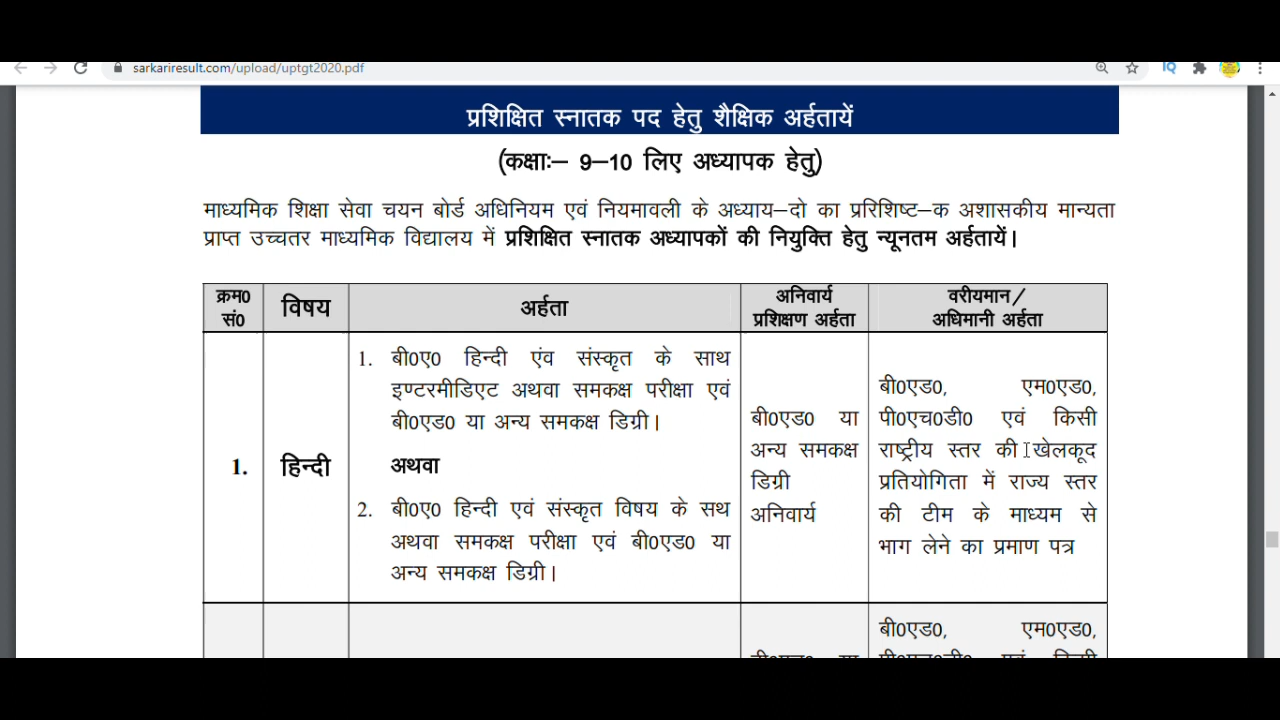 sarkariresult.com/upload/uptgt2020.pdf
प्रशिक्षित स्नातक पद हेतु शैक्षिक अर्हतायें
(कक्षाः– 9–10 लिए अध्यापक हेतु)
माध्यमिक शिक्षा सेवा चयन बोर्ड अधिनियम एवं नियमावली के अध्याय–दो का प्ररिशिष्ट–क अशासकीय मान्यता
प्राप्त उच्चतर माध्यमिक विद्यालय में प्रशिक्षित स्नातक अध्यापकों की नियुक्ति हेतु न्यूनतम अर्हतायें।
क्रम0
सं0
विषय
अर्हता
अनिवार्य
प्रशिक्षण अर्हता
वरीयमान/
अधिमानी अर्हता
1.
हिन्दी
1. बी0ए0 हिन्दी एंव संस्कृत के साथ
इण्टरमीडिएट अथवा समकक्ष परीक्षा एवं
बी0एड0 या अन्य समकक्ष डिग्री।
अथवा
2. बी0ए0 हिन्दी एवं संस्कृत विषय के सथ
अथवा समकक्ष परीक्षा एवं बी0एड0 या
अन्य समकक्ष डिग्री।
बी0एड0 या
अन्य समकक्ष
डिग्री
अनिवार्य
बी0एड0, एम0एड0,
पी0एच0डी0 एवं किसी
राष्ट्रीय स्तर की खेलकूद
प्रतियोगिता में राज्य स्तर
की टीम के माध्यम से
भाग लेने का प्रमाण पत्र
बी0एड0, एम0एड0,